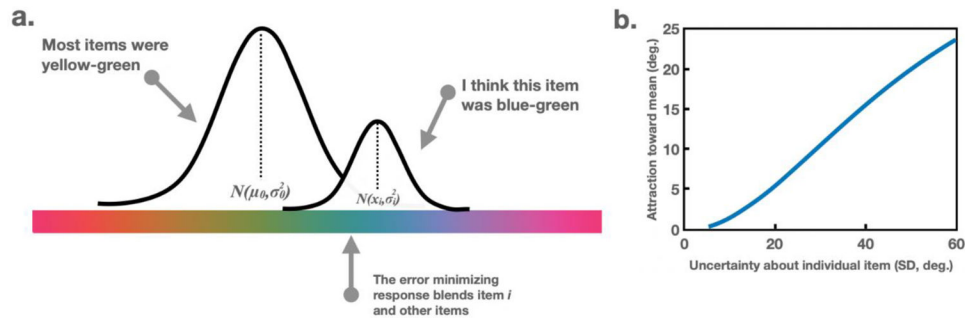 a.
Most items were
yellow-green
I think this item
was blue-green
N(μ₀,σ²₀)
N(xᵢ,σ²ᵢ)
The error minimizing
response blends item i
and other items
b.
Attraction toward mean (deg.)
25
20
15
10
5
0
0
20
40
60
Uncertainty about individual item (SD, deg.)